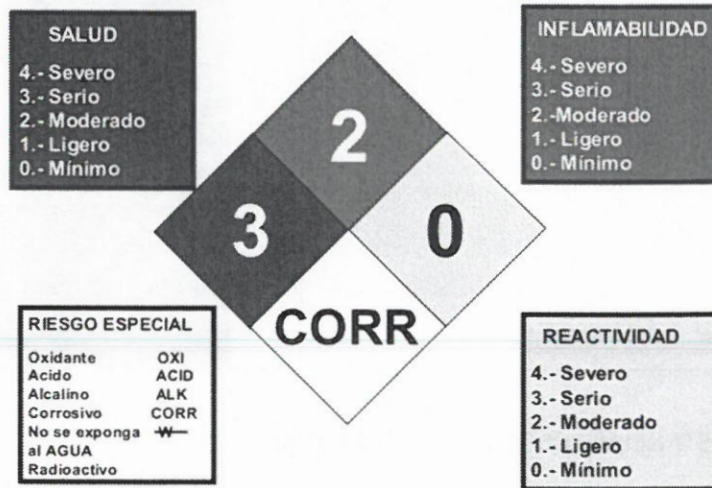 SALUD
4.- Severo
3.- Serio
2.- Moderado
1.- Ligero
0.- Mínimo
INFLAMABILIDAD
4.- Severo
3.- Serio
2.-Moderado
1.- Ligero
0.- Mínimo
2
3
0
CORR
RIESGO ESPECIAL
Oxidante OXI
Acido ACID
Alcalino ALK
Corrosivo CORR
No se exponga W
al AGUA
Radioactivo
REACTIVIDAD
4.- Severo
3.- Serio
2.- Moderado
1.- Ligero
0.- Mínimo